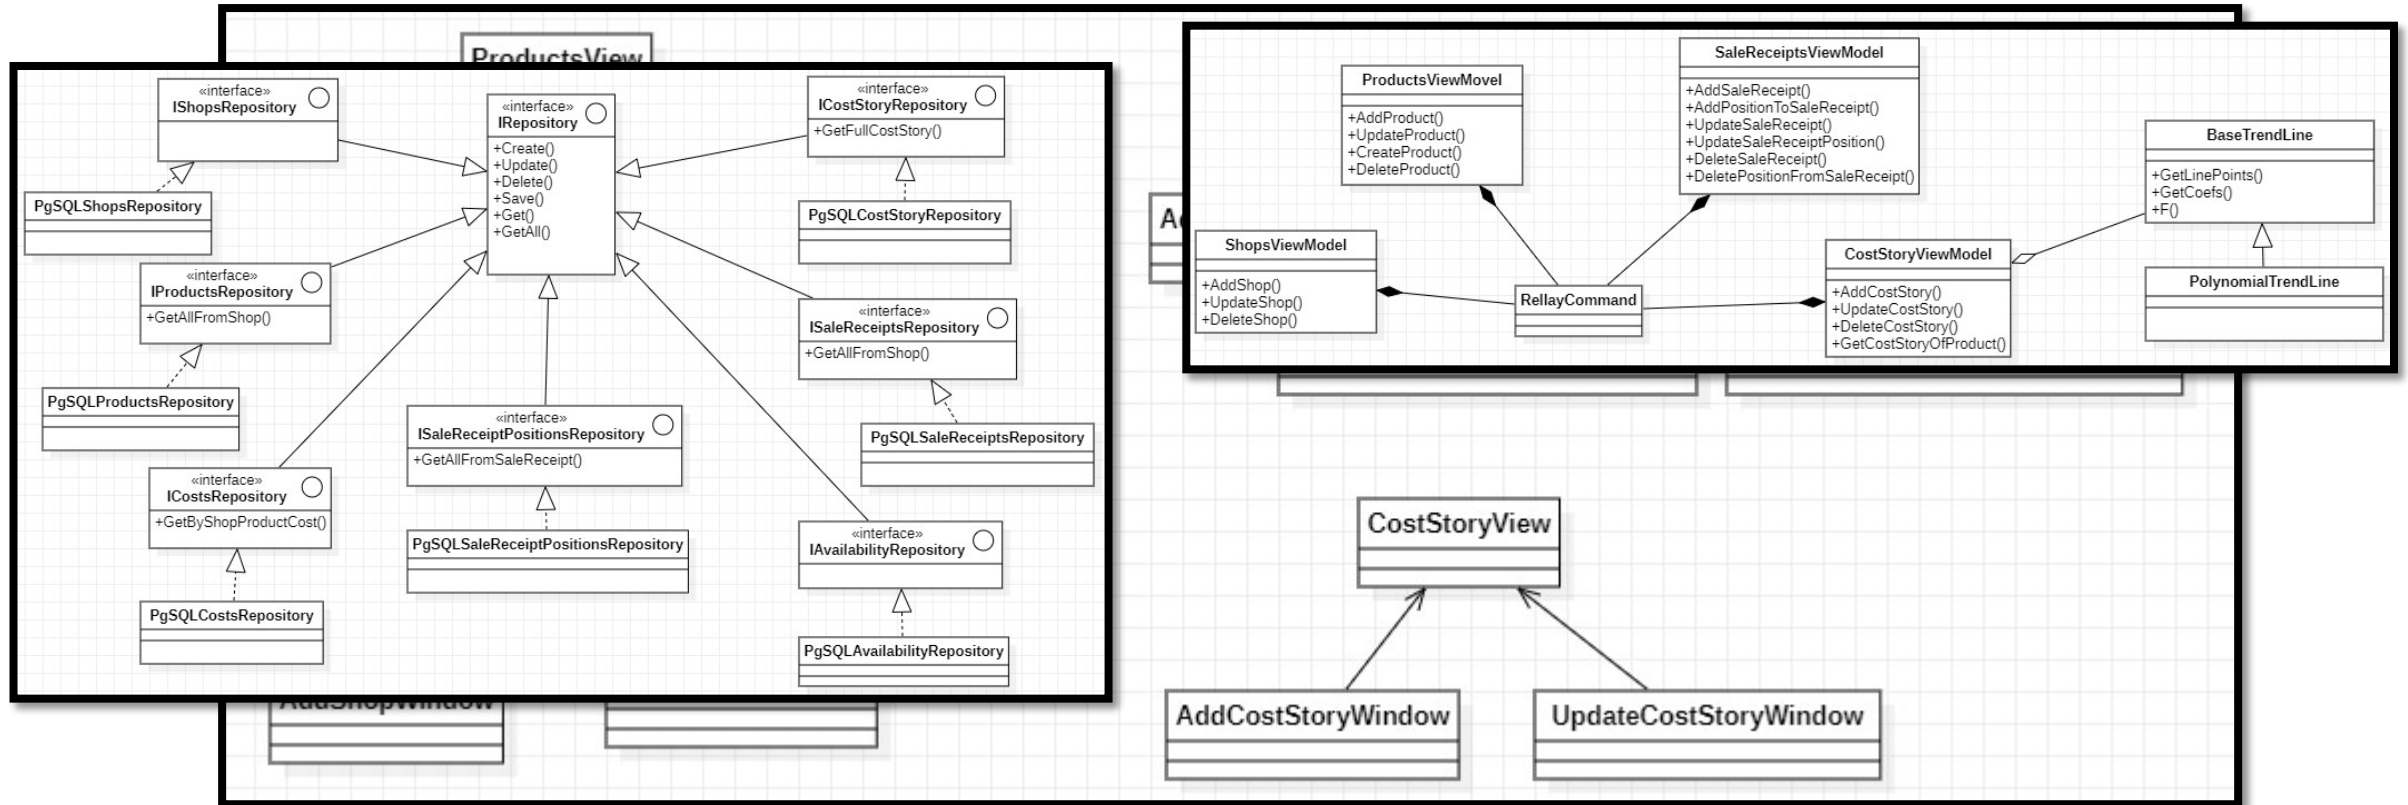 ProductsView
«interface»
IShopsRepository
PgSQLShopsRepository
«interface»
IProductsRepository
+GetAllFromShop()
PgSQLProductsRepository
«interface»
ICostsRepository
+GetByShopProductCost()
PgSQLCostsRepository
«interface»
IRepository
+Create()
+Update()
+Delete()
+Save()
+Get()
+GetAll()
«interface»
ISaleReceiptPositionsRepository
+GetAllFromSaleReceipt()
PgSQLSaleReceiptPositionsRepository
«interface»
ICostStoryRepository
+GetFullCostStory()
PgSQLCostStoryRepository
«interface»
ISaleReceiptsRepository
+GetAllFromShop()
PgSQLSaleReceiptsRepository
«interface»
IAvailabilityRepository
PgSQLAvailabilityRepository
ProductsViewMovel
+AddProduct()
+UpdateProduct()
+CreateProduct()
+DeleteProduct()
SaleReceiptsViewModel
+AddSaleReceipt()
+AddPositionToSaleReceipt()
+UpdateSaleReceipt()
+UpdateSaleReceiptPosition()
+DeleteSaleReceipt()
+DeletePositionFromSaleReceipt()
BaseTrendLine
+GetLinePoints()
+GetCoefs()
+F()
ShopsViewModel
+AddShop()
+UpdateShop()
+DeleteShop()
RellayCommand
CostStoryViewModel
+AddCostStory()
+UpdateCostStory()
+DeleteCostStory()
+GetCostStoryOfProduct()
PolynomialTrendLine
CostStoryView
AddShopWindow
AddCostStoryWindow
UpdateCostStoryWindow